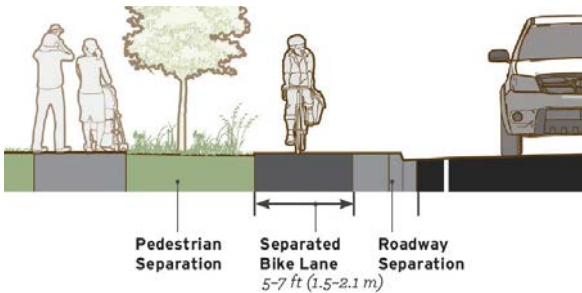 Pedestrian
Separation
Separated
Bike Lane
5–7 ft (1.5–2.1 m)
Roadway
Separation